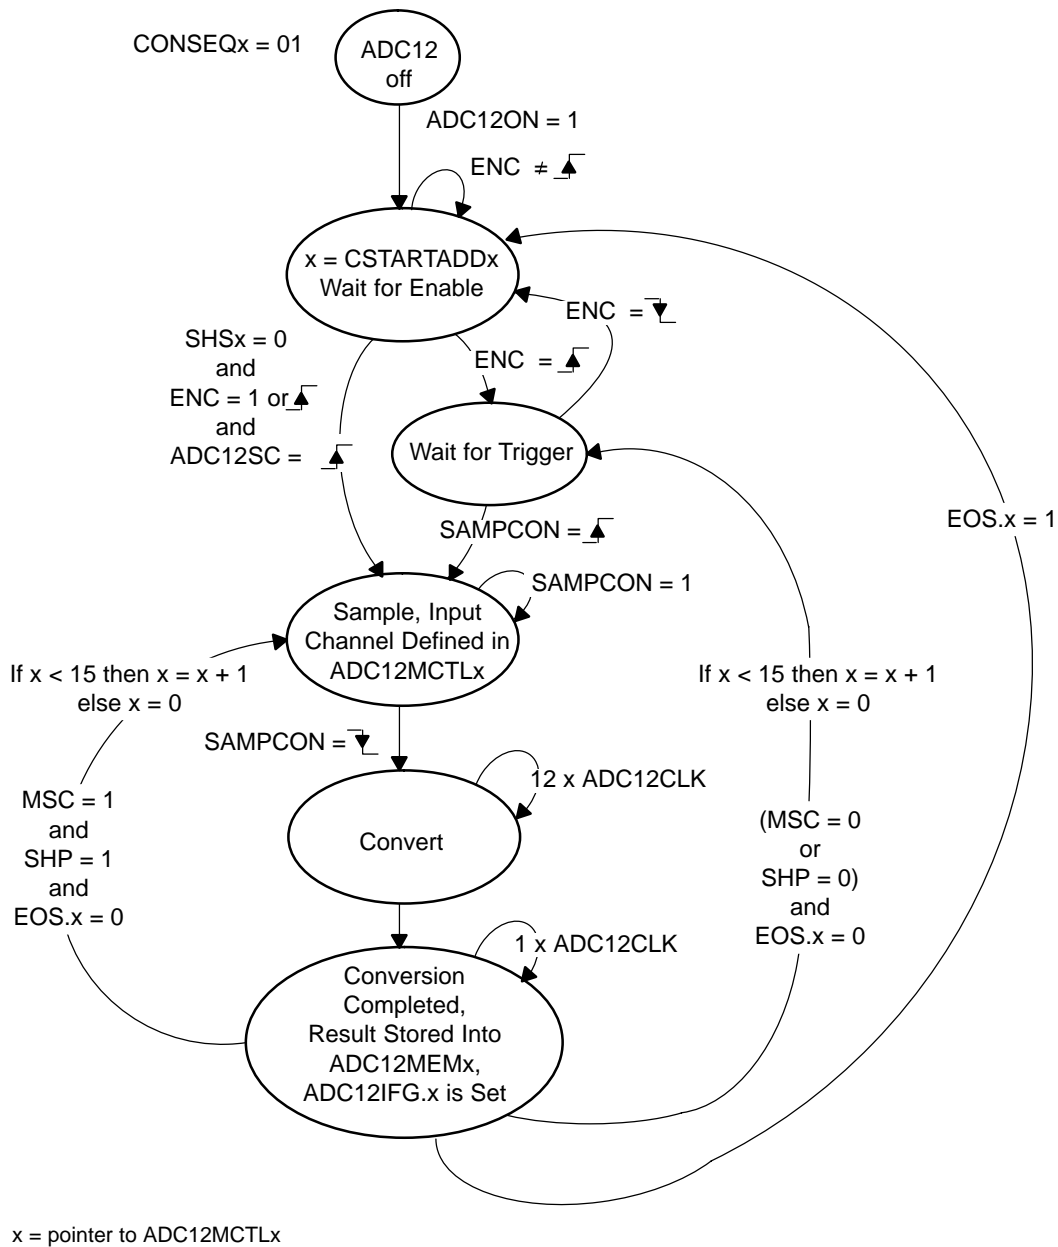 CONSEQx = 01
ADC12
off
ADC12ON = 1
ENC ≠
x = CSTARTADDx
Wait for Enable
ENC =
SHSx = 0
and
ENC = 1 or
and
ADC12SC =
ENC =
Wait for Trigger
SAMPCON =
EOS.x = 1
SAMPCON = 1
Sample, Input
Channel Defined in
ADC12MCTLx
If x < 15 then x = x + 1
else x = 0
If x < 15 then x = x + 1
else x = 0
SAMPCON =
12 x ADC12CLK
MSC = 1
and
SHP = 1
and
EOS.x = 0
Convert
(MSC = 0
or
SHP = 0)
and
EOS.x = 0
1 x ADC12CLK
Conversion
Completed,
Result Stored Into
ADC12MEMx,
ADC12IFG.x is Set
x = pointer to ADC12MCTLx